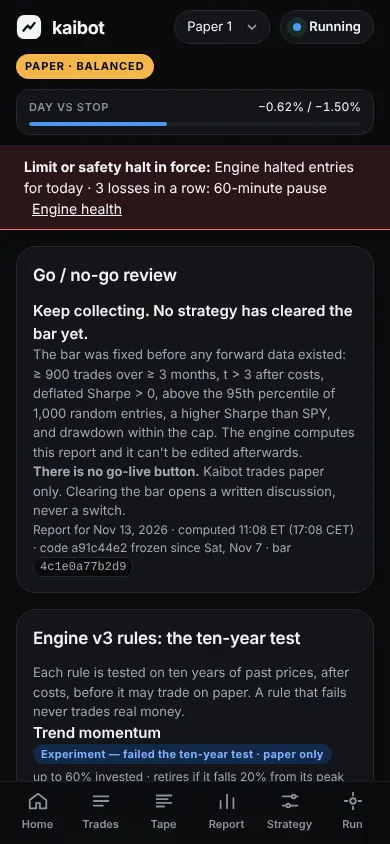 kaibot
Paper 1
Running
PAPER · BALANCED
DAY VS STOP
−0.62% / −1.50%
Limit or safety halt in force: Engine halted entries
for today · 3 losses in a row: 60-minute pause
Engine health
Go / no-go review
Keep collecting. No strategy has cleared the
bar yet.
The bar was fixed before any forward data existed:
≥ 900 trades over ≥ 3 months, t > 3 after costs,
deflated Sharpe > 0, above the 95th percentile of
1,000 random entries, a higher Sharpe than SPY,
and drawdown within the cap. The engine computes
this report and it can't be edited afterwards.
There is no go-live button. Kaibot trades paper
only. Clearing the bar opens a written discussion,
never a switch.
Report for Nov 13, 2026 · computed 11:08 ET (17:08 CET)
· code a91c44e2 frozen since Sat, Nov 7 · bar
4c1e0a77b2d9
Engine v3 rules: the ten-year test
Each rule is tested on ten years of past prices, after
costs, before it may trade on paper. A rule that fails
never trades real money.
Trend momentum
Experiment — failed the ten-year test · paper only
up to 60% invested · retires if it falls 20% from its peak
Home
Trades
Tape
Report
Strategy
Run